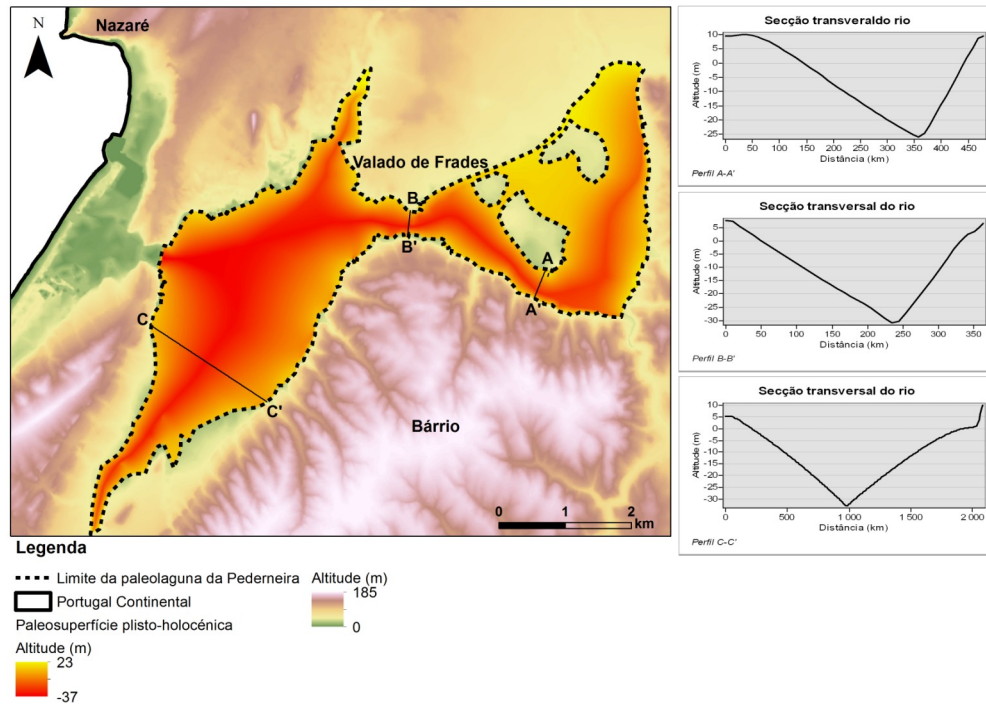 Nazaré
N
Valado de Frades
B
B'
A
A'
C
C'
Bárrio
0 1 2
km
Secção transveraldo rio
Altitude (m)
10
5
0
-5
-10
-15
-20
-25
0 50 100 150 200 250 300 350 400 450
Distância (km)
Perfil A-A'
Secção transversal do rio
Altitude (m)
5
0
-5
-10
-15
-20
-25
-30
0 50 100 150 200 250 300 350
Distância (km)
Perfil B-B'
Secção transversal do rio
Altitude (m)
10
5
0
-5
-10
-15
-20
-25
-30
0 500 1 000 1 500 2 000
Distância (km)
Perfil C-C'
Legenda
Limite da paleolaguna da Pederneira
Portugal Continental
Paleosuperfície plisto-holocénica
Altitude (m)
23
-37
Altitude (m)
185
0